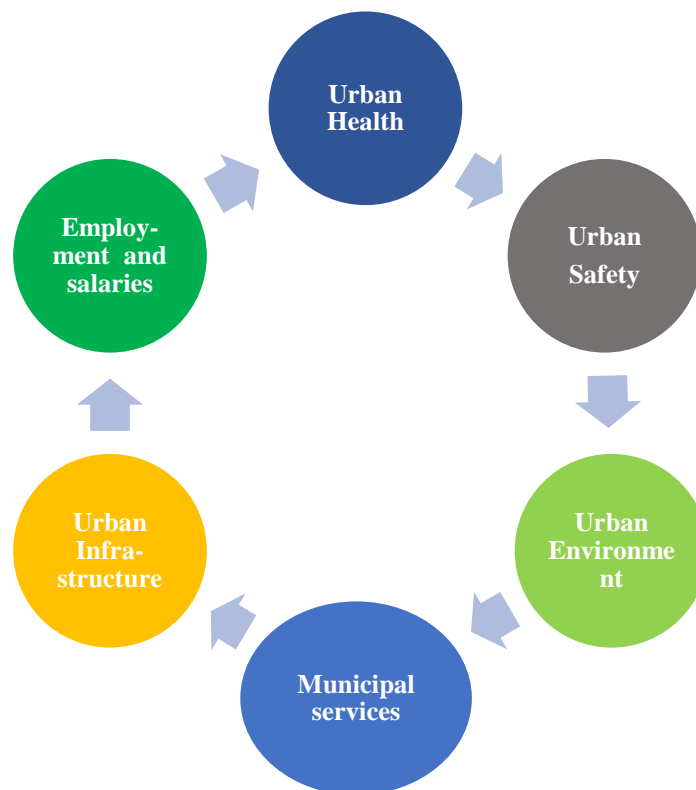 Urban
Health
Urban
Safety
Urban
Environme
nt
Municipal
services
Urban
Infra-
structure
Employ-
ment and
salaries